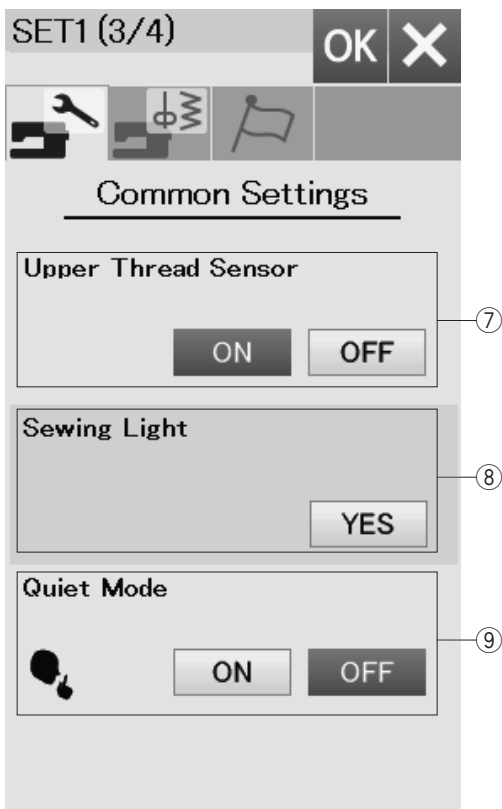 SET1 (3/4)
OK
Common Settings
Upper Thread Sensor
ON OFF
⑦
Sewing Light
YES
⑧
Quiet Mode
ON OFF
⑨